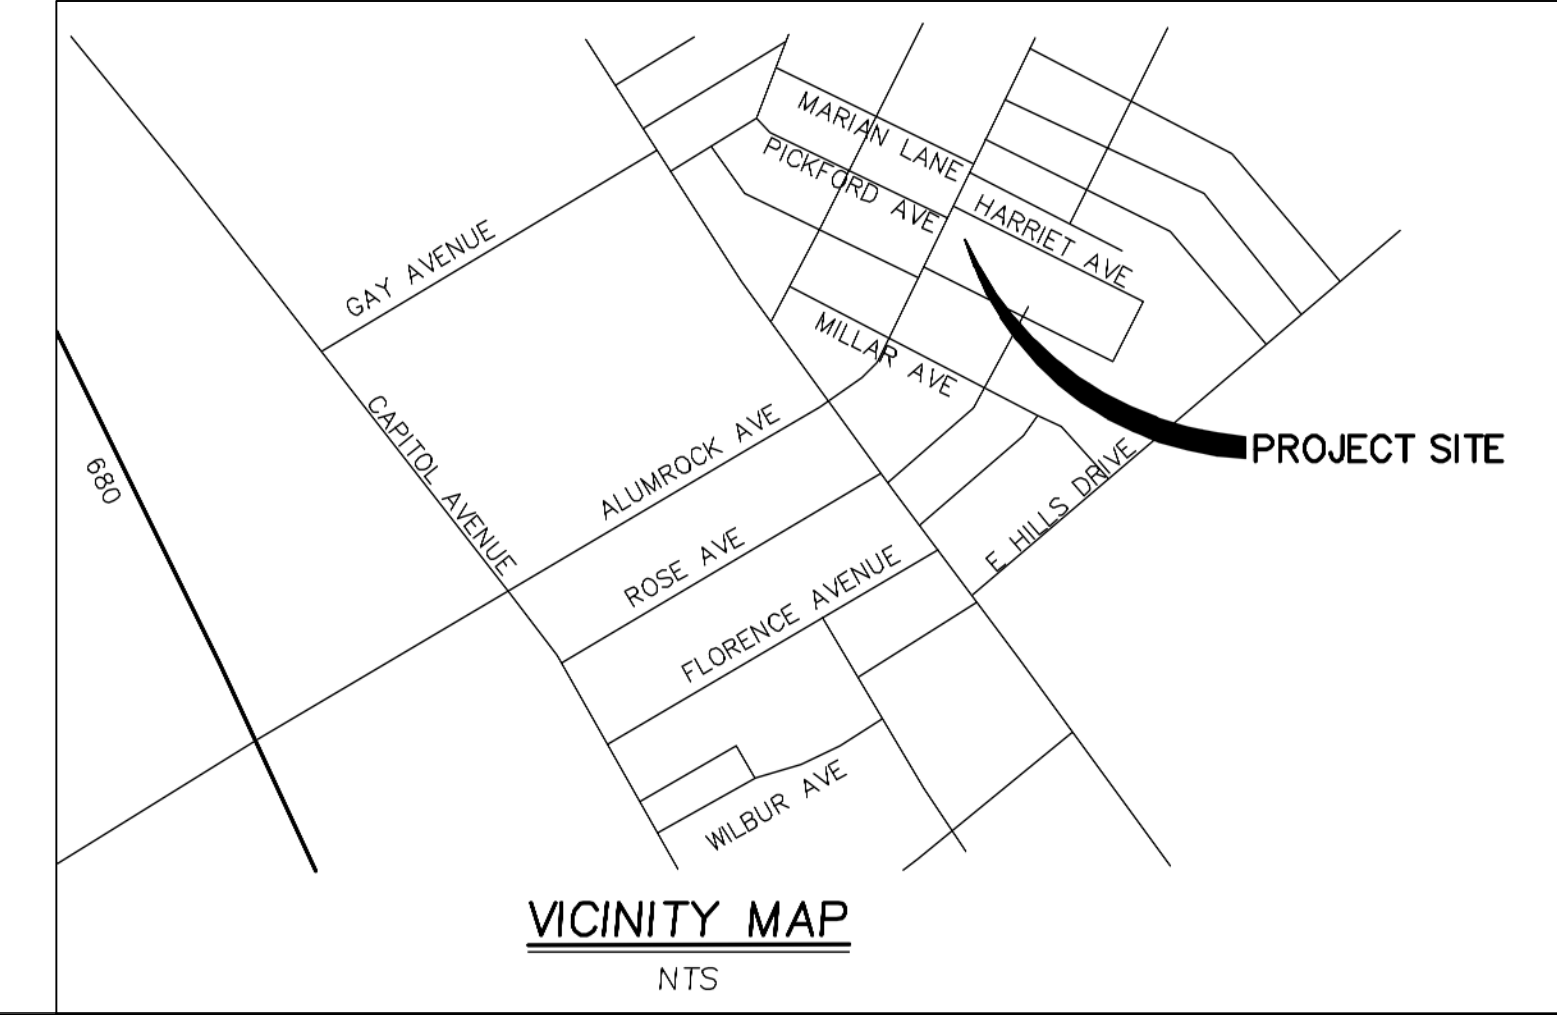 MARIAN LANE
PICKFORD AVE
HARRIET AVE
GAY AVENUE
MILLAR AVE
CAPITOL AVENUE
ALUMROCK AVE
PROJECT SITE
680
E HILLS DRIVE
ROSE AVE
FLORENCE AVENUE
WILBUR AVE
VICINITY MAP
NTS